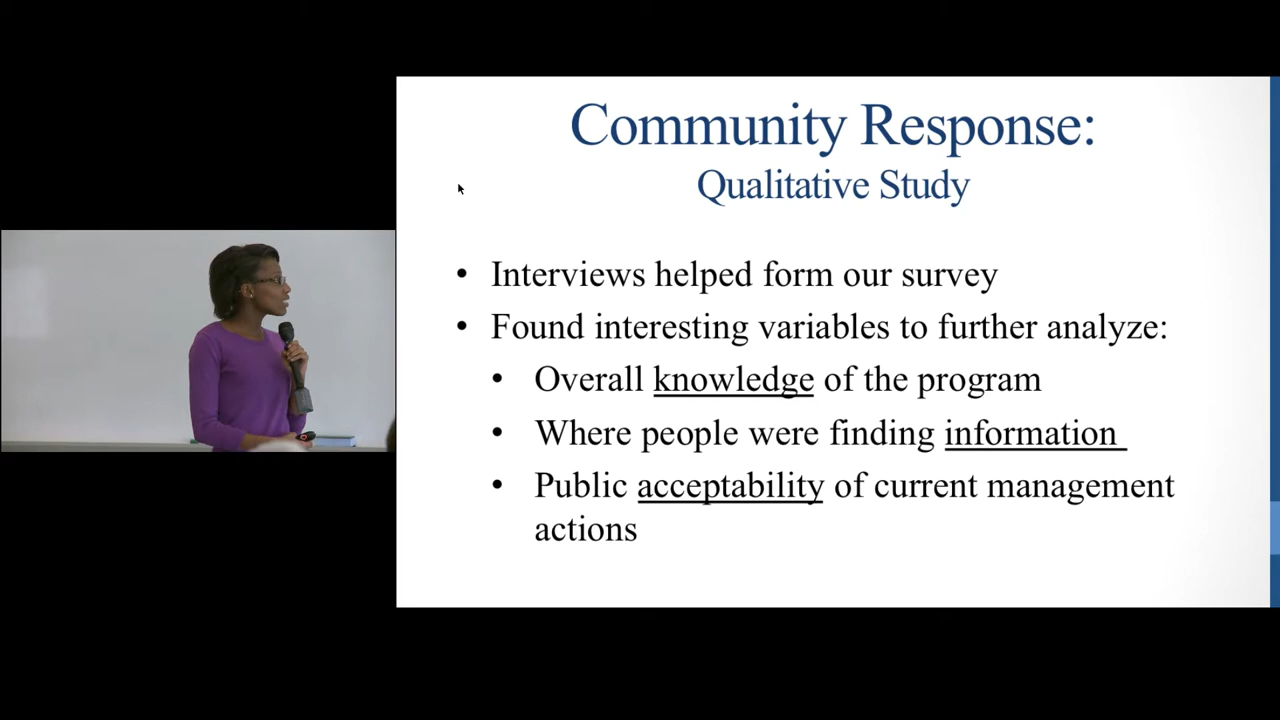 Community Response:
Qualitative Study
• Interviews helped form our survey
• Found interesting variables to further analyze:
• Overall knowledge of the program
• Where people were finding information
• Public acceptability of current management
actions